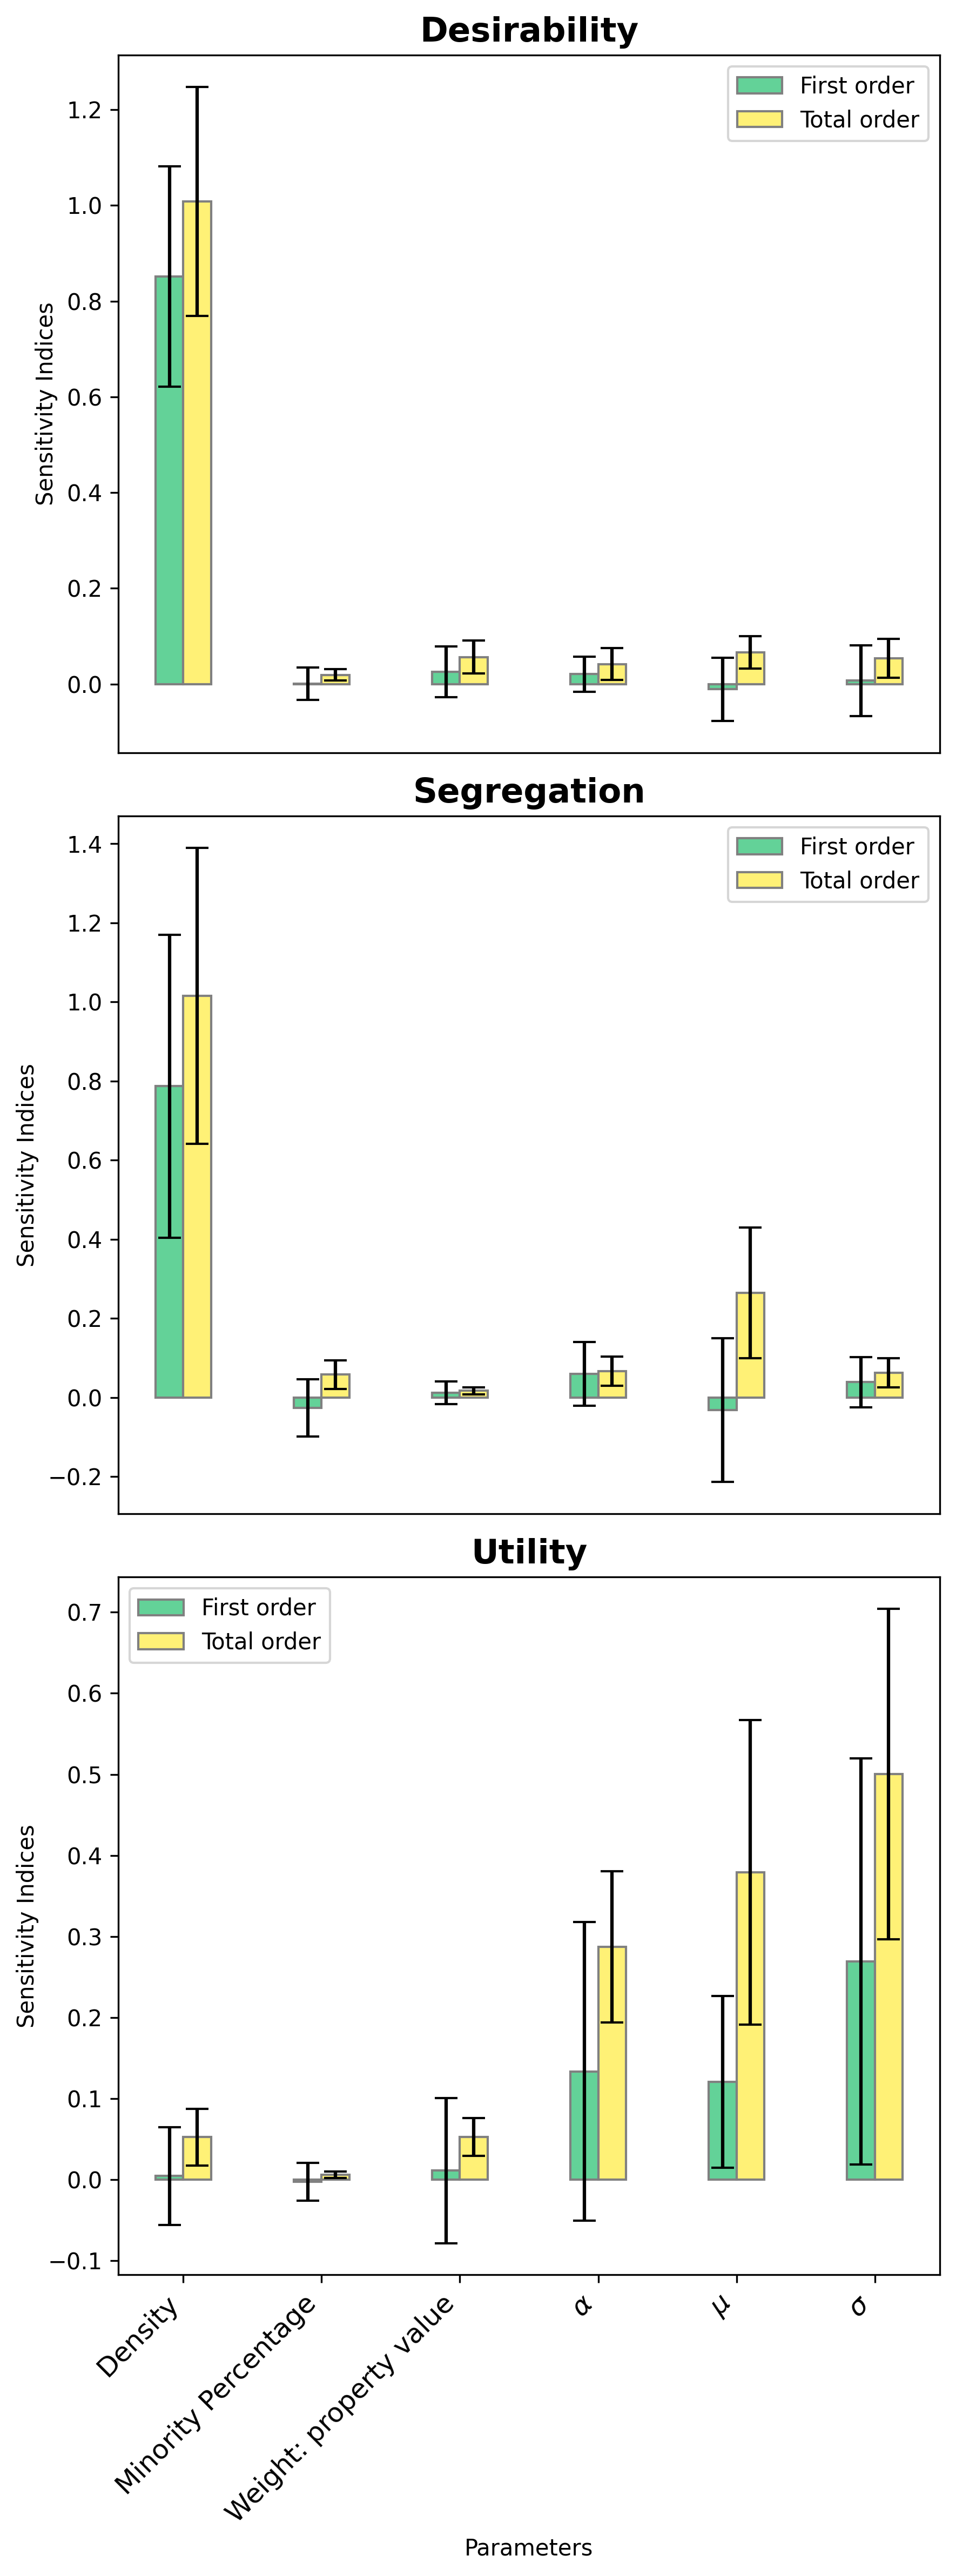 Desirability
First order
Total order
Sensitivity Indices
1.2
1.0
0.8
0.6
0.4
0.2
0.0
Segregation
First order
Total order
Sensitivity Indices
1.4
1.2
1.0
0.8
0.6
0.4
0.2
0.0
−0.2
Utility
First order
Total order
Sensitivity Indices
0.7
0.6
0.5
0.4
0.3
0.2
0.1
0.0
−0.1
Density
Minority Percentage
Weight: property value
α
μ
σ
Parameters